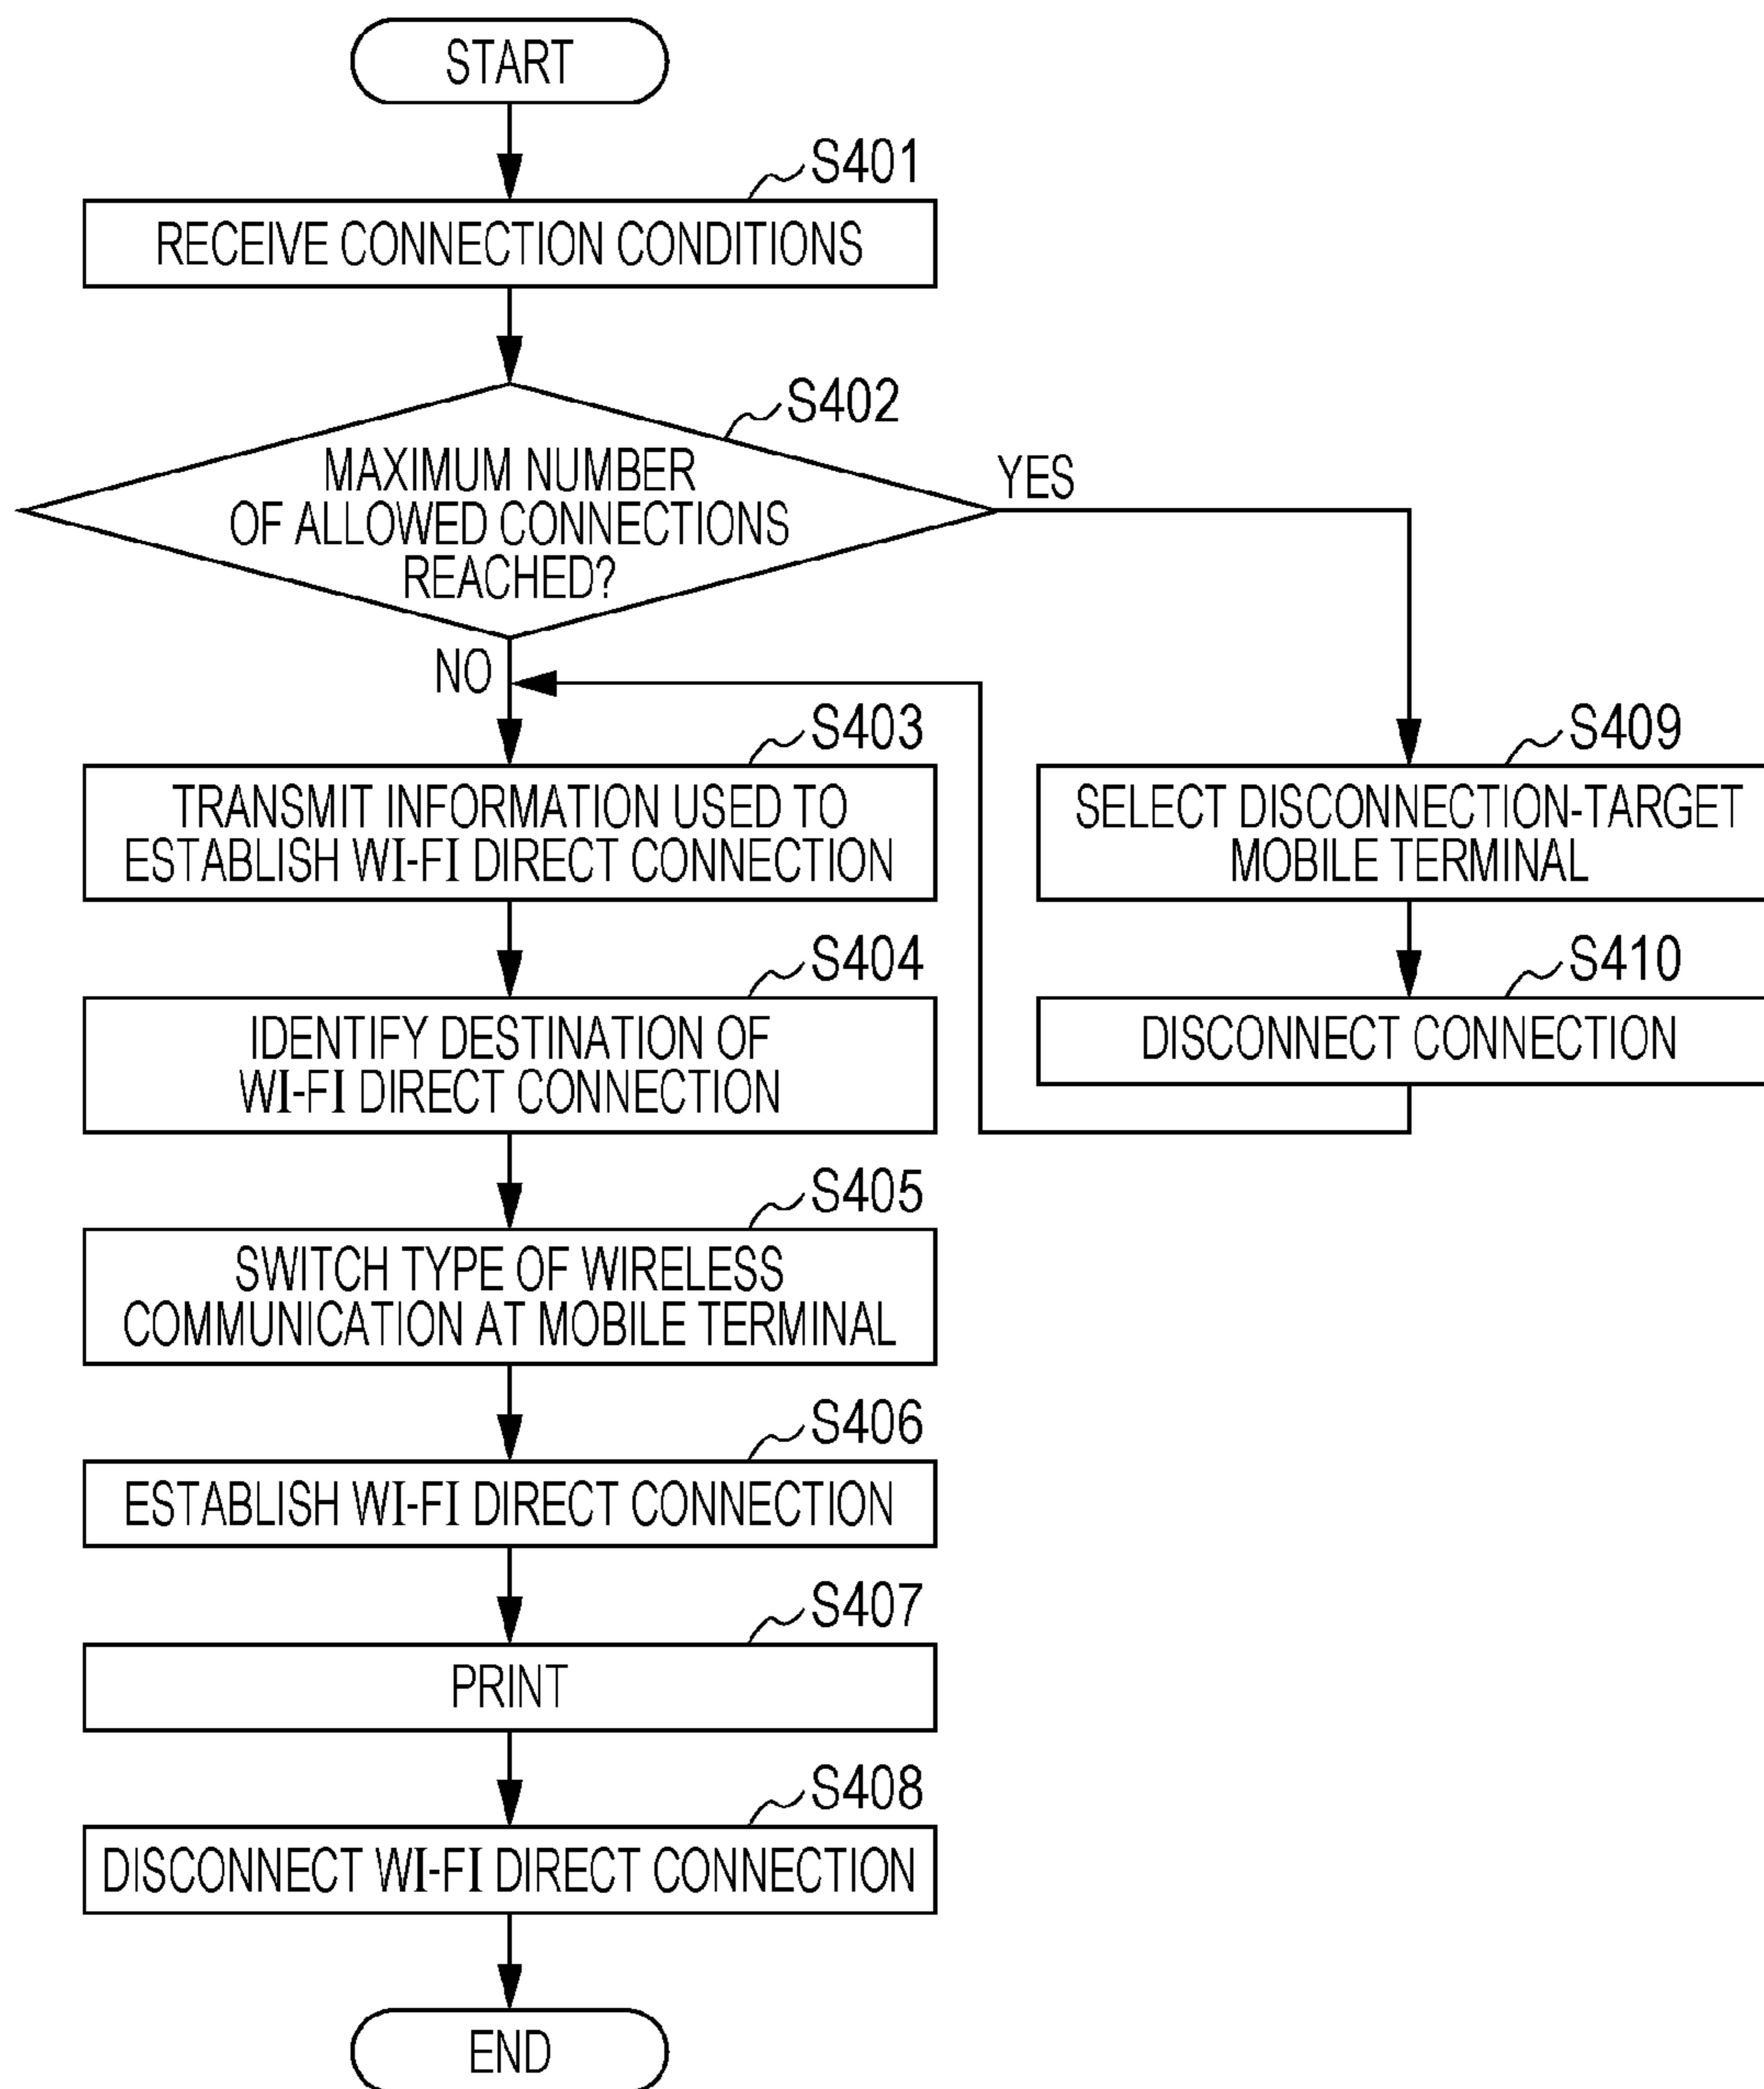 START
S401
RECEIVE CONNECTION CONDITIONS
S402
MAXIMUM NUMBER
OF ALLOWED CONNECTIONS
REACHED?
YES
NO
S403
TRANSMIT INFORMATION USED TO
ESTABLISH WI-FI DIRECT CONNECTION
S409
SELECT DISCONNECTION-TARGET
MOBILE TERMINAL
S404
IDENTIFY DESTINATION OF
WI-FI DIRECT CONNECTION
S410
DISCONNECT CONNECTION
S405
SWITCH TYPE OF WIRELESS
COMMUNICATION AT MOBILE TERMINAL
S406
ESTABLISH WI-FI DIRECT CONNECTION
S407
PRINT
S408
DISCONNECT WI-FI DIRECT CONNECTION
END